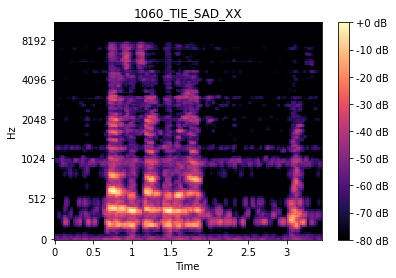 1060_TIE_SAD_XX
+0 dB
8192
-10 dB
4096
-20 dB
-30 dB
2048
Hz
-40 dB
1024
-50 dB
512
-60 dB
-70 dB
0
-80 dB
0 0.5 1 1.5 2 2.5 3
Time